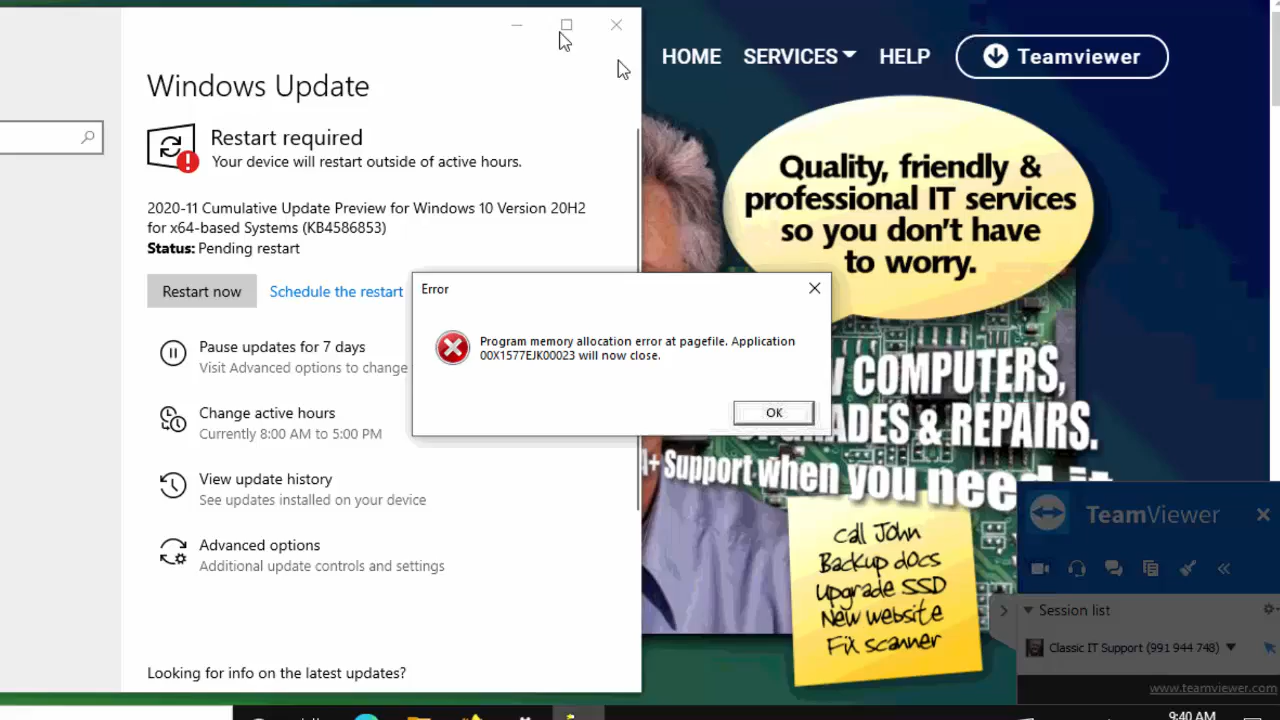 Windows Update
Restart required
Your device will restart outside of active hours.
2020-11 Cumulative Update Preview for Windows 10 Version 20H2
for x64-based Systems (KB4586853)
Status: Pending restart
Restart now
Schedule the restart
Pause updates for 7 days
Visit Advanced options to change
Change active hours
Currently 8:00 AM to 5:00 PM
View update history
See updates installed on your device
Advanced options
Additional update controls and settings
Looking for info on the latest updates?
Error
Program memory allocation error at pagefile. Application
00X1577EJK00023 will now close.
OK
HOME SERVICES HELP Teamviewer
Quality, friendly &
professional IT services
so you don't have
to worry.
COMPUTERS,
& REPAIRS.
A+ Support when you need
call John
Backup docs
Upgrade SSD
New website
Fix scanner
TeamViewer
Session list
Classic IT Support (991 944 748)
www.teamviewer.com
9:40 AM